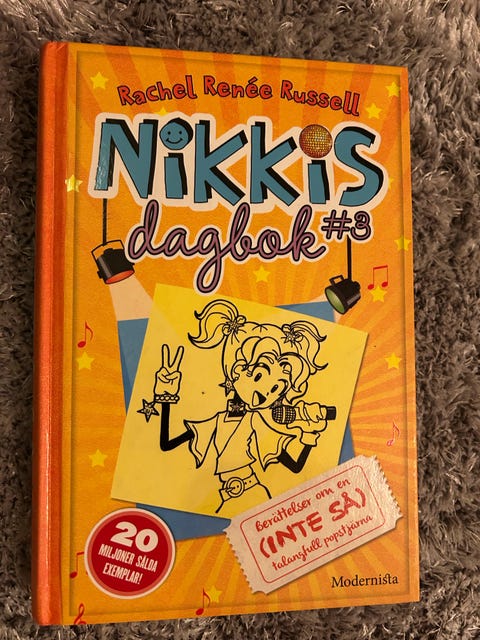 Rachel Renée Russell
NiKKiS
dagbok #3
Berättelser om en
(INTE SÅ)
talangfull popstjärna
20
MILJONER SÅLDA
EXEMPLAR!
Modernista